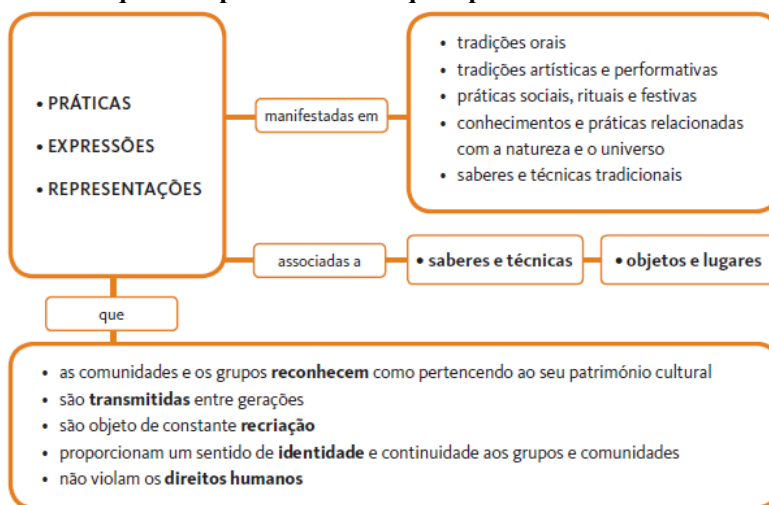 • PRÁTICAS
• EXPRESSÕES
• REPRESENTAÇÕES
manifestadas em
• tradições orais
• tradições artísticas e performativas
• práticas sociais, rituais e festivas
• conhecimentos e práticas relacionadas
com a natureza e o universo
• saberes e técnicas tradicionais
associadas a
• saberes e técnicas
• objetos e lugares
que
• as comunidades e os grupos reconhecem como pertencendo ao seu património cultural
• são transmitidas entre gerações
• são objeto de constante recriação
• proporcionam um sentido de identidade e continuidade aos grupos e comunidades
• não violam os direitos humanos